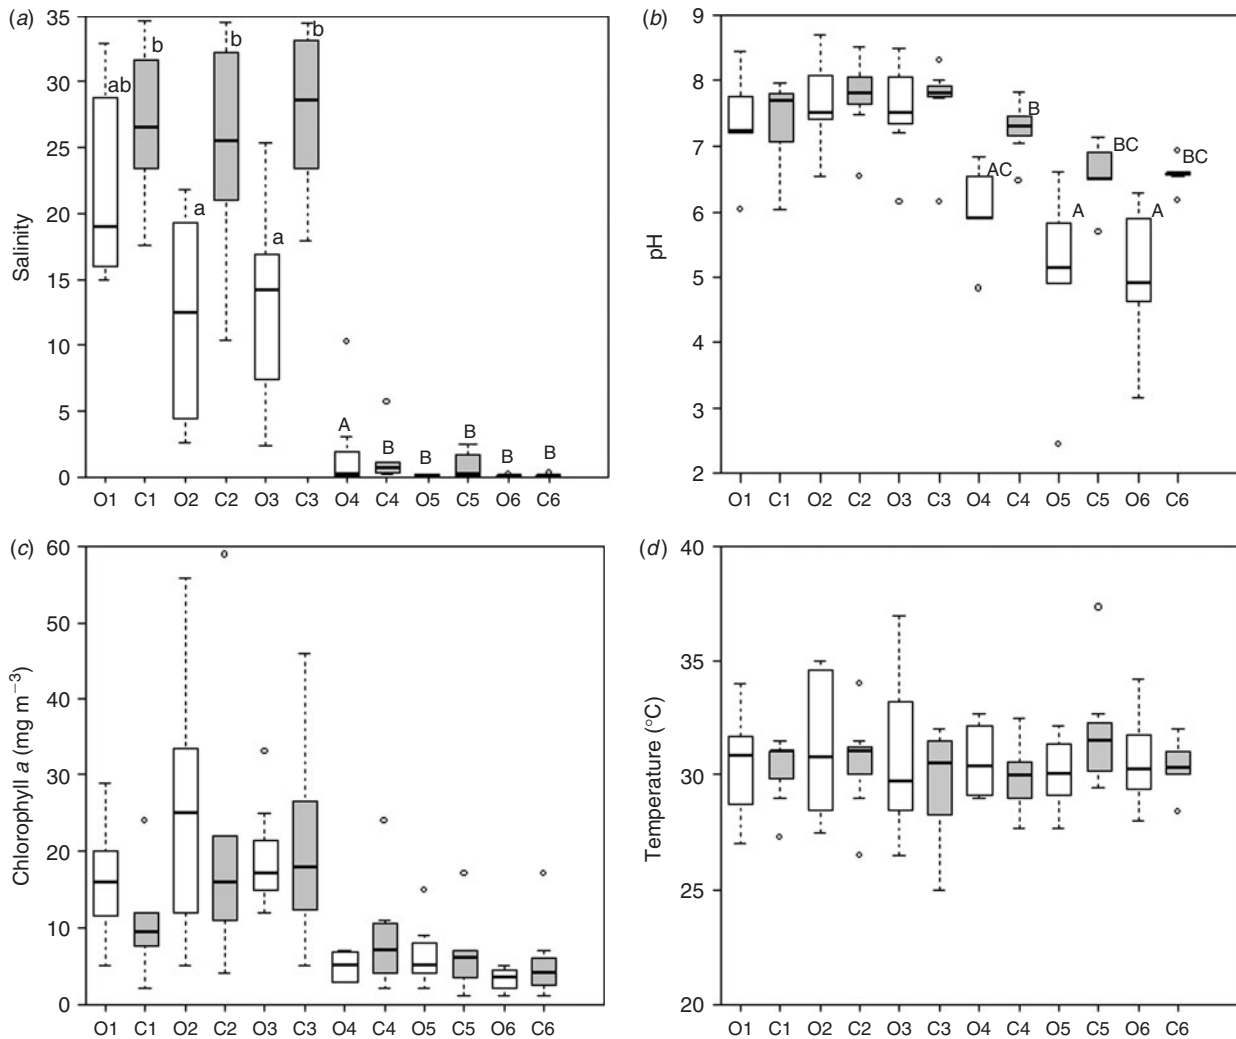 (a)
35
30
25
20
15
10
5
0
Salinity
ab
b
a
b
a
b
A
B
B
B
B
B
O1 C1 O2 C2 O3 C3 O4 C4 O5 C5 O6 C6
(b)
9
8
7
6
5
4
3
2
pH
AC
B
A
BC
A
BC
O1 C1 O2 C2 O3 C3 O4 C4 O5 C5 O6 C6
(c)
60
50
40
30
20
10
0
Chlorophyll a (mg m⁻³)
O1 C1 O2 C2 O3 C3 O4 C4 O5 C5 O6 C6
(d)
40
35
30
25
20
Temperature (°C)
O1 C1 O2 C2 O3 C3 O4 C4 O5 C5 O6 C6